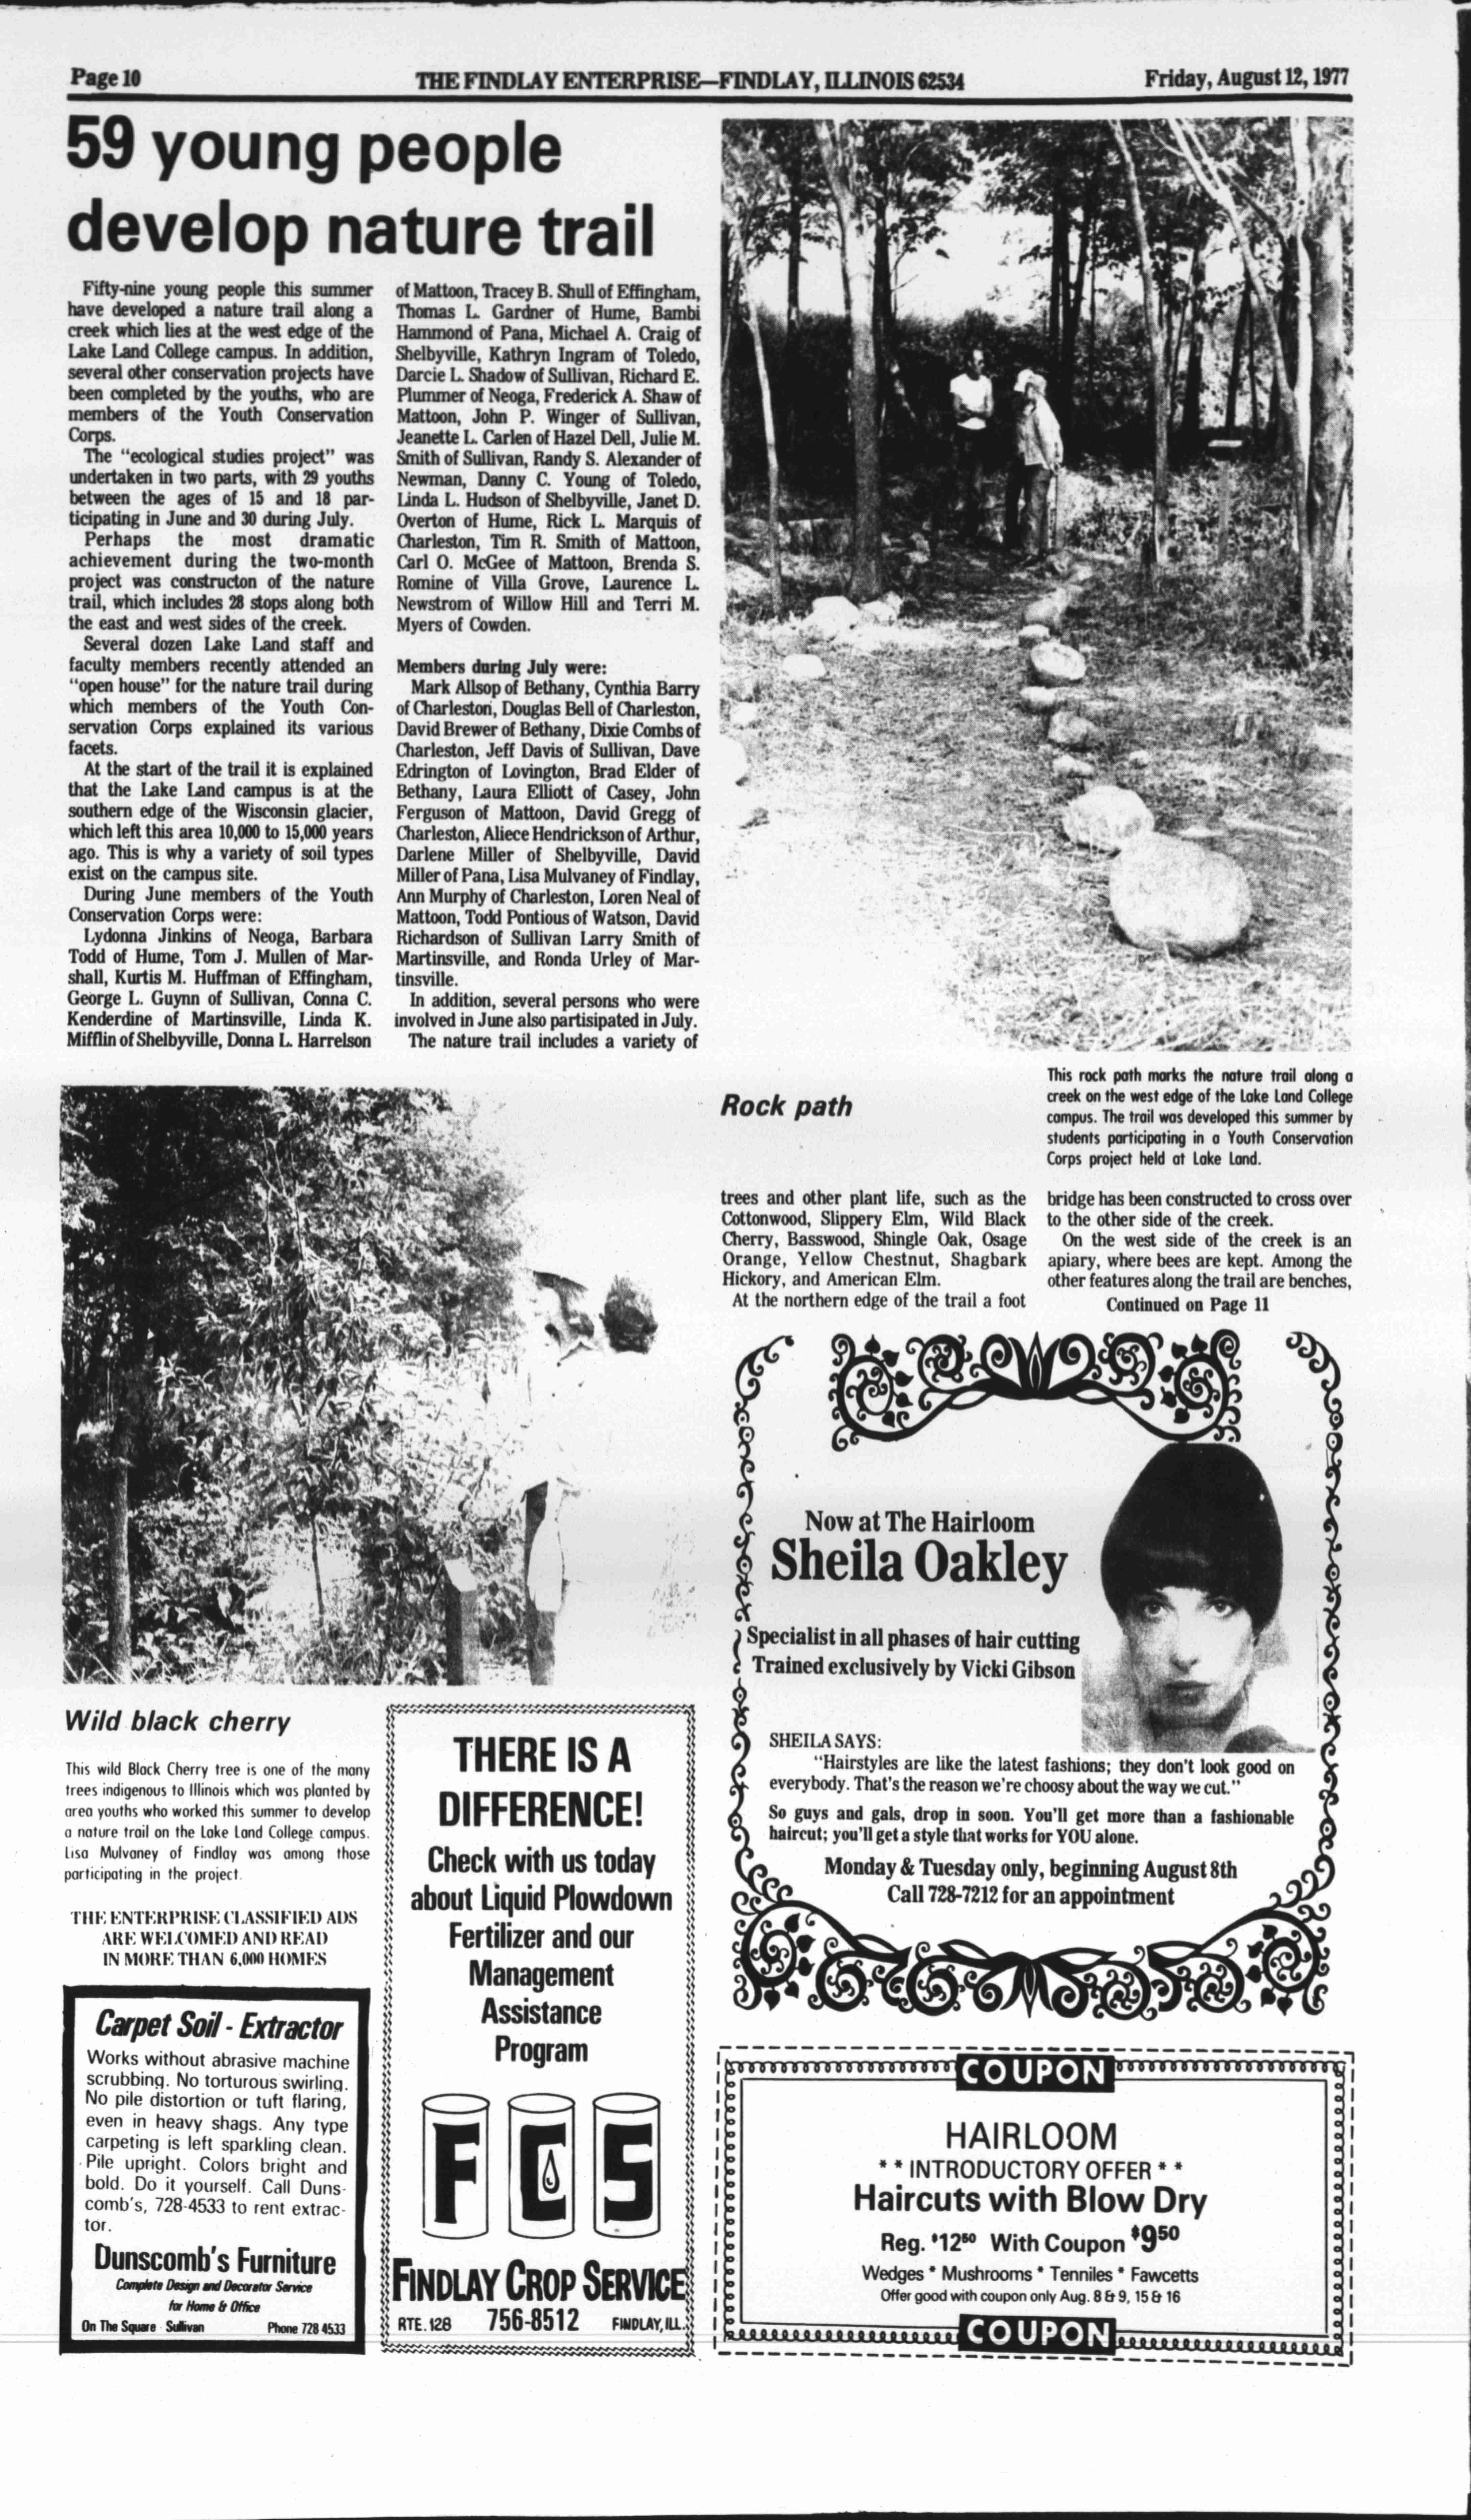 Page 10
THE FINDLAY ENTERPRISE—FINDLAY, ILLINOIS 62534
Friday, August 12, 1977
59 young people
develop nature trail
Fifty-nine young people this summer
have developed a nature trail along a
creek which lies at the west edge of the
Lake Land College campus. In addition,
several other conservation projects have
been completed by the youths, who are
members of the Youth Conservation
Corps.
The "ecological studies project" was
undertaken in two parts, with 29 youths
between the ages of 15 and 18 par-
ticipating in June and 30 during July.
Perhaps the most dramatic
achievement during the two-month
project was constructon of the nature
trail, which includes 28 stops along both
the east and west sides of the creek.
Several dozen Lake Land staff and
faculty members recently attended an
"open house" for the nature trail during
which members of the Youth Con-
servation Corps explained its various
facets.
At the start of the trail it is explained
that the Lake Land campus is at the
southern edge of the Wisconsin glacier,
which left this area 10,000 to 15,000 years
ago. This is why a variety of soil types
exist on the campus site.
During June members of the Youth
Conservation Corps were:
Lydonna Jinkins of Neoga, Barbara
Todd of Hume, Tom J. Mullen of Mar-
shall, Kurtis M. Huffman of Effingham,
George L. Guynn of Sullivan, Conna C.
Kenderdine of Martinsville, Linda K.
Mifflin of Shelbyville, Donna L. Harrelson
of Mattoon, Tracey B. Shull of Effingham,
Thomas L. Gardner of Hume, Bambi
Hammond of Pana, Michael A. Craig of
Shelbyville, Kathryn Ingram of Toledo,
Darcie L. Shadow of Sullivan, Richard E.
Plummer of Neoga, Frederick A. Shaw of
Mattoon, John P. Winger of Sullivan,
Jeanette L. Carlen of Hazel Dell, Julie M.
Smith of Sullivan, Randy S. Alexander of
Newman, Danny C. Young of Toledo,
Linda L. Hudson of Shelbyville, Janet D.
Overton of Hume, Rick L. Marquis of
Charleston, Tim R. Smith of Mattoon,
Carl O. McGee of Mattoon, Brenda S.
Romine of Villa Grove, Laurence L.
Newstrom of Willow Hill and Terri M.
Myers of Cowden.
Members during July were:
Mark Allsop of Bethany, Cynthia Barry
of Charleston, Douglas Bell of Charleston,
David Brewer of Bethany, Dixie Combs of
Charleston, Jeff Davis of Sullivan, Dave
Edrington of Lovington, Brad Elder of
Bethany, Laura Elliott of Casey, John
Ferguson of Mattoon, David Gregg of
Charleston, Aliece Hendrickson of Arthur,
Darlene Miller of Shelbyville, David
Miller of Pana, Lisa Mulvaney of Findlay,
Ann Murphy of Charleston, Loren Neal of
Mattoon, Todd Pontious of Watson, David
Richardson of Sullivan Larry Smith of
Martinsville, and Ronda Urley of Mar-
tinsville.
In addition, several persons who were
involved in June also partisipated in July.
The nature trail includes a variety of
Rock path
This rock path marks the nature trail along a
creek on the west edge of the Lake Land College
campus. The trail was developed this summer by
students participating in a Youth Conservation
Corps project held at Lake Land.
trees and other plant life, such as the
Cottonwood, Slippery Elm, Wild Black
Cherry, Basswood, Shingle Oak, Osage
Orange, Yellow Chestnut, Shagbark
Hickory, and American Elm.
At the northern edge of the trail a foot
bridge has been constructed to cross over
to the other side of the creek.
On the west side of the creek is an
apiary, where bees are kept. Among the
other features along the trail are benches,
Continued on Page 11
Wild black cherry
This wild Black Cherry tree is one of the many
trees indigenous to Illinois which was planted by
area youths who worked this summer to develop
a nature trail on the Lake Land College campus.
Lisa Mulvaney of Findlay was among those
participating in the project.
THE ENTERPRISE CLASSIFIED ADS
ARE WELCOMED AND READ
IN MORE THAN 6,000 HOMES
Carpet Soil - Extractor
Works without abrasive machine
scrubbing. No torturous swirling.
No pile distortion or tuft flaring,
even in heavy shags. Any type
carpeting is left sparkling clean.
Pile upright. Colors bright and
bold. Do it yourself. Call Duns-
comb's, 728-4533 to rent extrac-
tor.
Dunscomb's Furniture
Complete Design and Decorator Service
for Home & Office
On The Square Sullivan Phone 728 4533
THERE IS A
DIFFERENCE!
Check with us today
about Liquid Plowdown
Fertilizer and our
Management
Assistance
Program
FCS
FINDLAY CROP SERVICE
RTE. 128 756-8512 FINDLAY, ILL.
Now at The Hairloom
Sheila Oakley
Specialist in all phases of hair cutting
Trained exclusively by Vicki Gibson
SHEILA SAYS:
"Hairstyles are like the latest fashions; they don't look good on
everybody. That's the reason we're choosy about the way we cut."
So guys and gals, drop in soon. You'll get more than a fashionable
haircut; you'll get a style that works for YOU alone.
Monday & Tuesday only, beginning August 8th
Call 728-7212 for an appointment
COUPON
HAIRLOOM
* * INTRODUCTORY OFFER * *
Haircuts with Blow Dry
Reg. $1250 With Coupon $950
Wedges * Mushrooms * Tenniles * Fawcetts
Offer good with coupon only Aug. 8 & 9, 15 & 16
COUPON